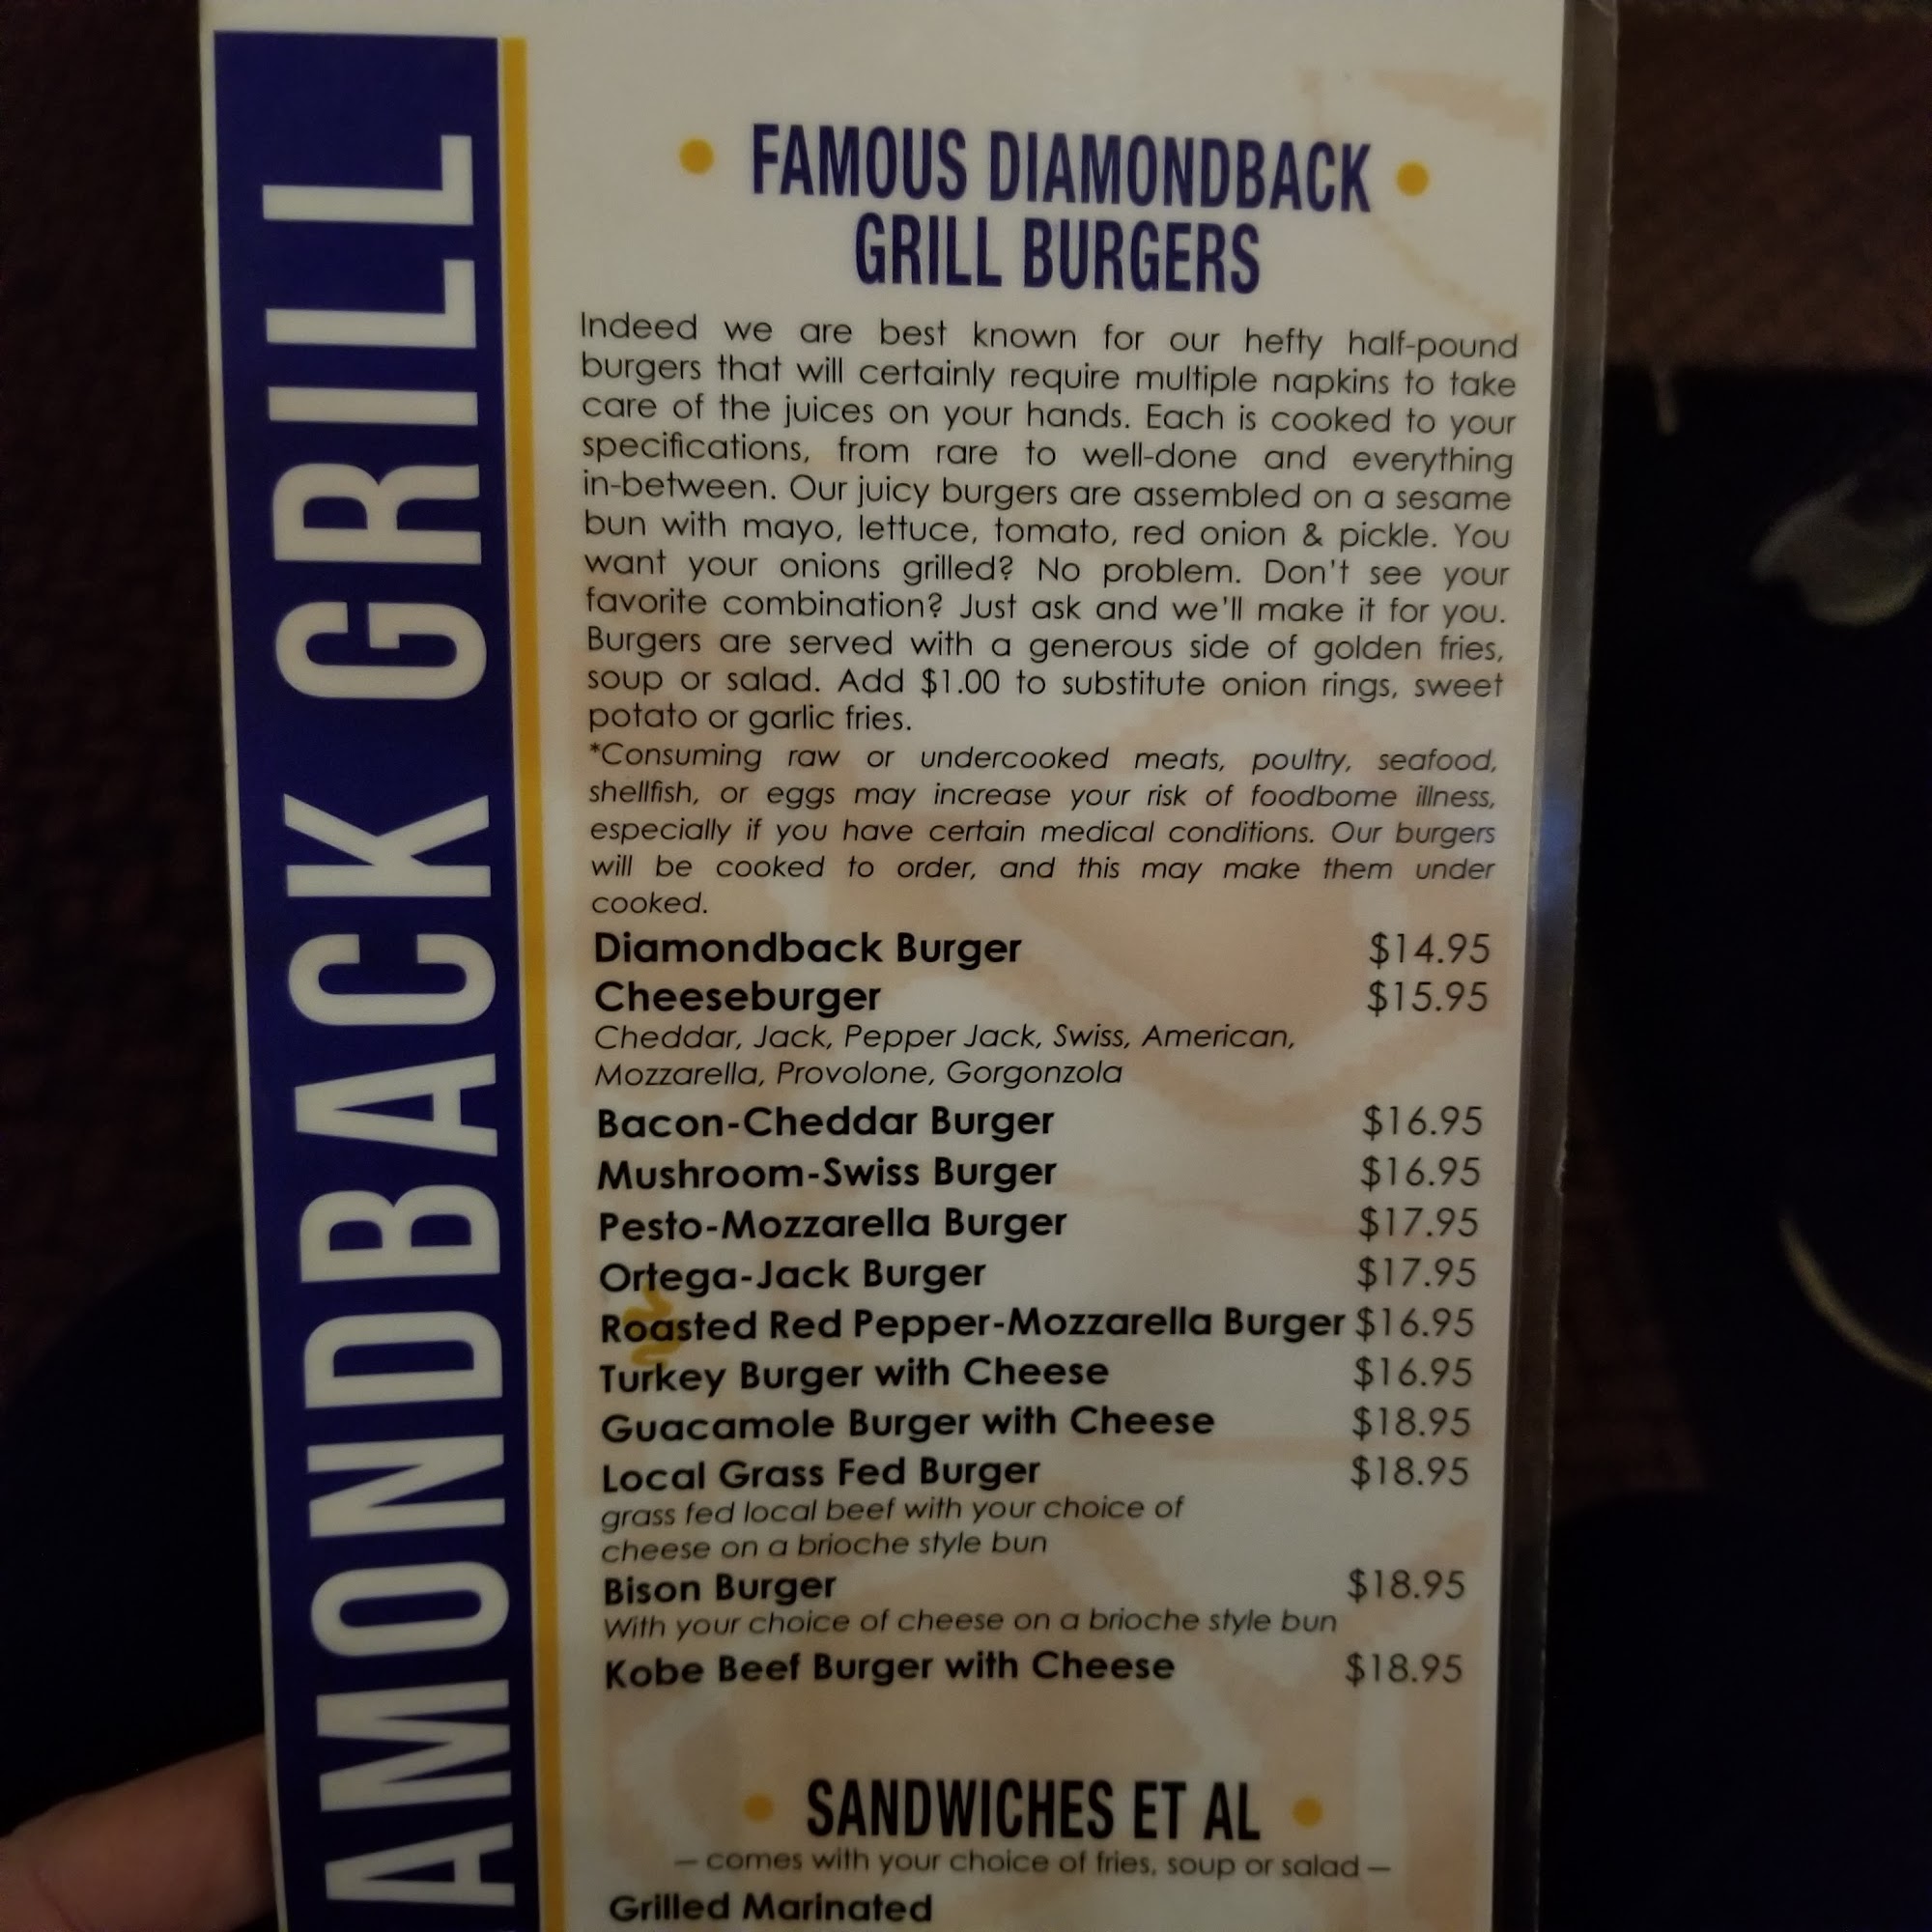 AMONDBACK GRILL
• FAMOUS DIAMONDBACK •
GRILL BURGERS
Indeed we are best known for our hefty half-pound
burgers that will certainly require multiple napkins to take
care of the juices on your hands. Each is cooked to your
specifications, from rare to well-done and everything
in-between. Our juicy burgers are assembled on a sesame
bun with mayo, lettuce, tomato, red onion & pickle. You
want your onions grilled? No problem. Don't see your
favorite combination? Just ask and we'll make it for you.
Burgers are served with a generous side of golden fries,
soup or salad. Add $1.00 to substitute onion rings, sweet
potato or garlic fries.
*Consuming raw or undercooked meats, poultry, seafood,
shellfish, or eggs may increase your risk of foodbome illness,
especially if you have certain medical conditions. Our burgers
will be cooked to order, and this may make them under
cooked.
Diamondback Burger $14.95
Cheeseburger $15.95
Cheddar, Jack, Pepper Jack, Swiss, American,
Mozzarella, Provolone, Gorgonzola
Bacon-Cheddar Burger $16.95
Mushroom-Swiss Burger $16.95
Pesto-Mozzarella Burger $17.95
Ortega-Jack Burger $17.95
Roasted Red Pepper-Mozzarella Burger $16.95
Turkey Burger with Cheese $16.95
Guacamole Burger with Cheese $18.95
Local Grass Fed Burger $18.95
grass fed local beef with your choice of
cheese on a brioche style bun
Bison Burger $18.95
With your choice of cheese on a brioche style bun
Kobe Beef Burger with Cheese $18.95
• SANDWICHES ET AL •
— comes with your choice of fries, soup or salad —
Grilled Marinated